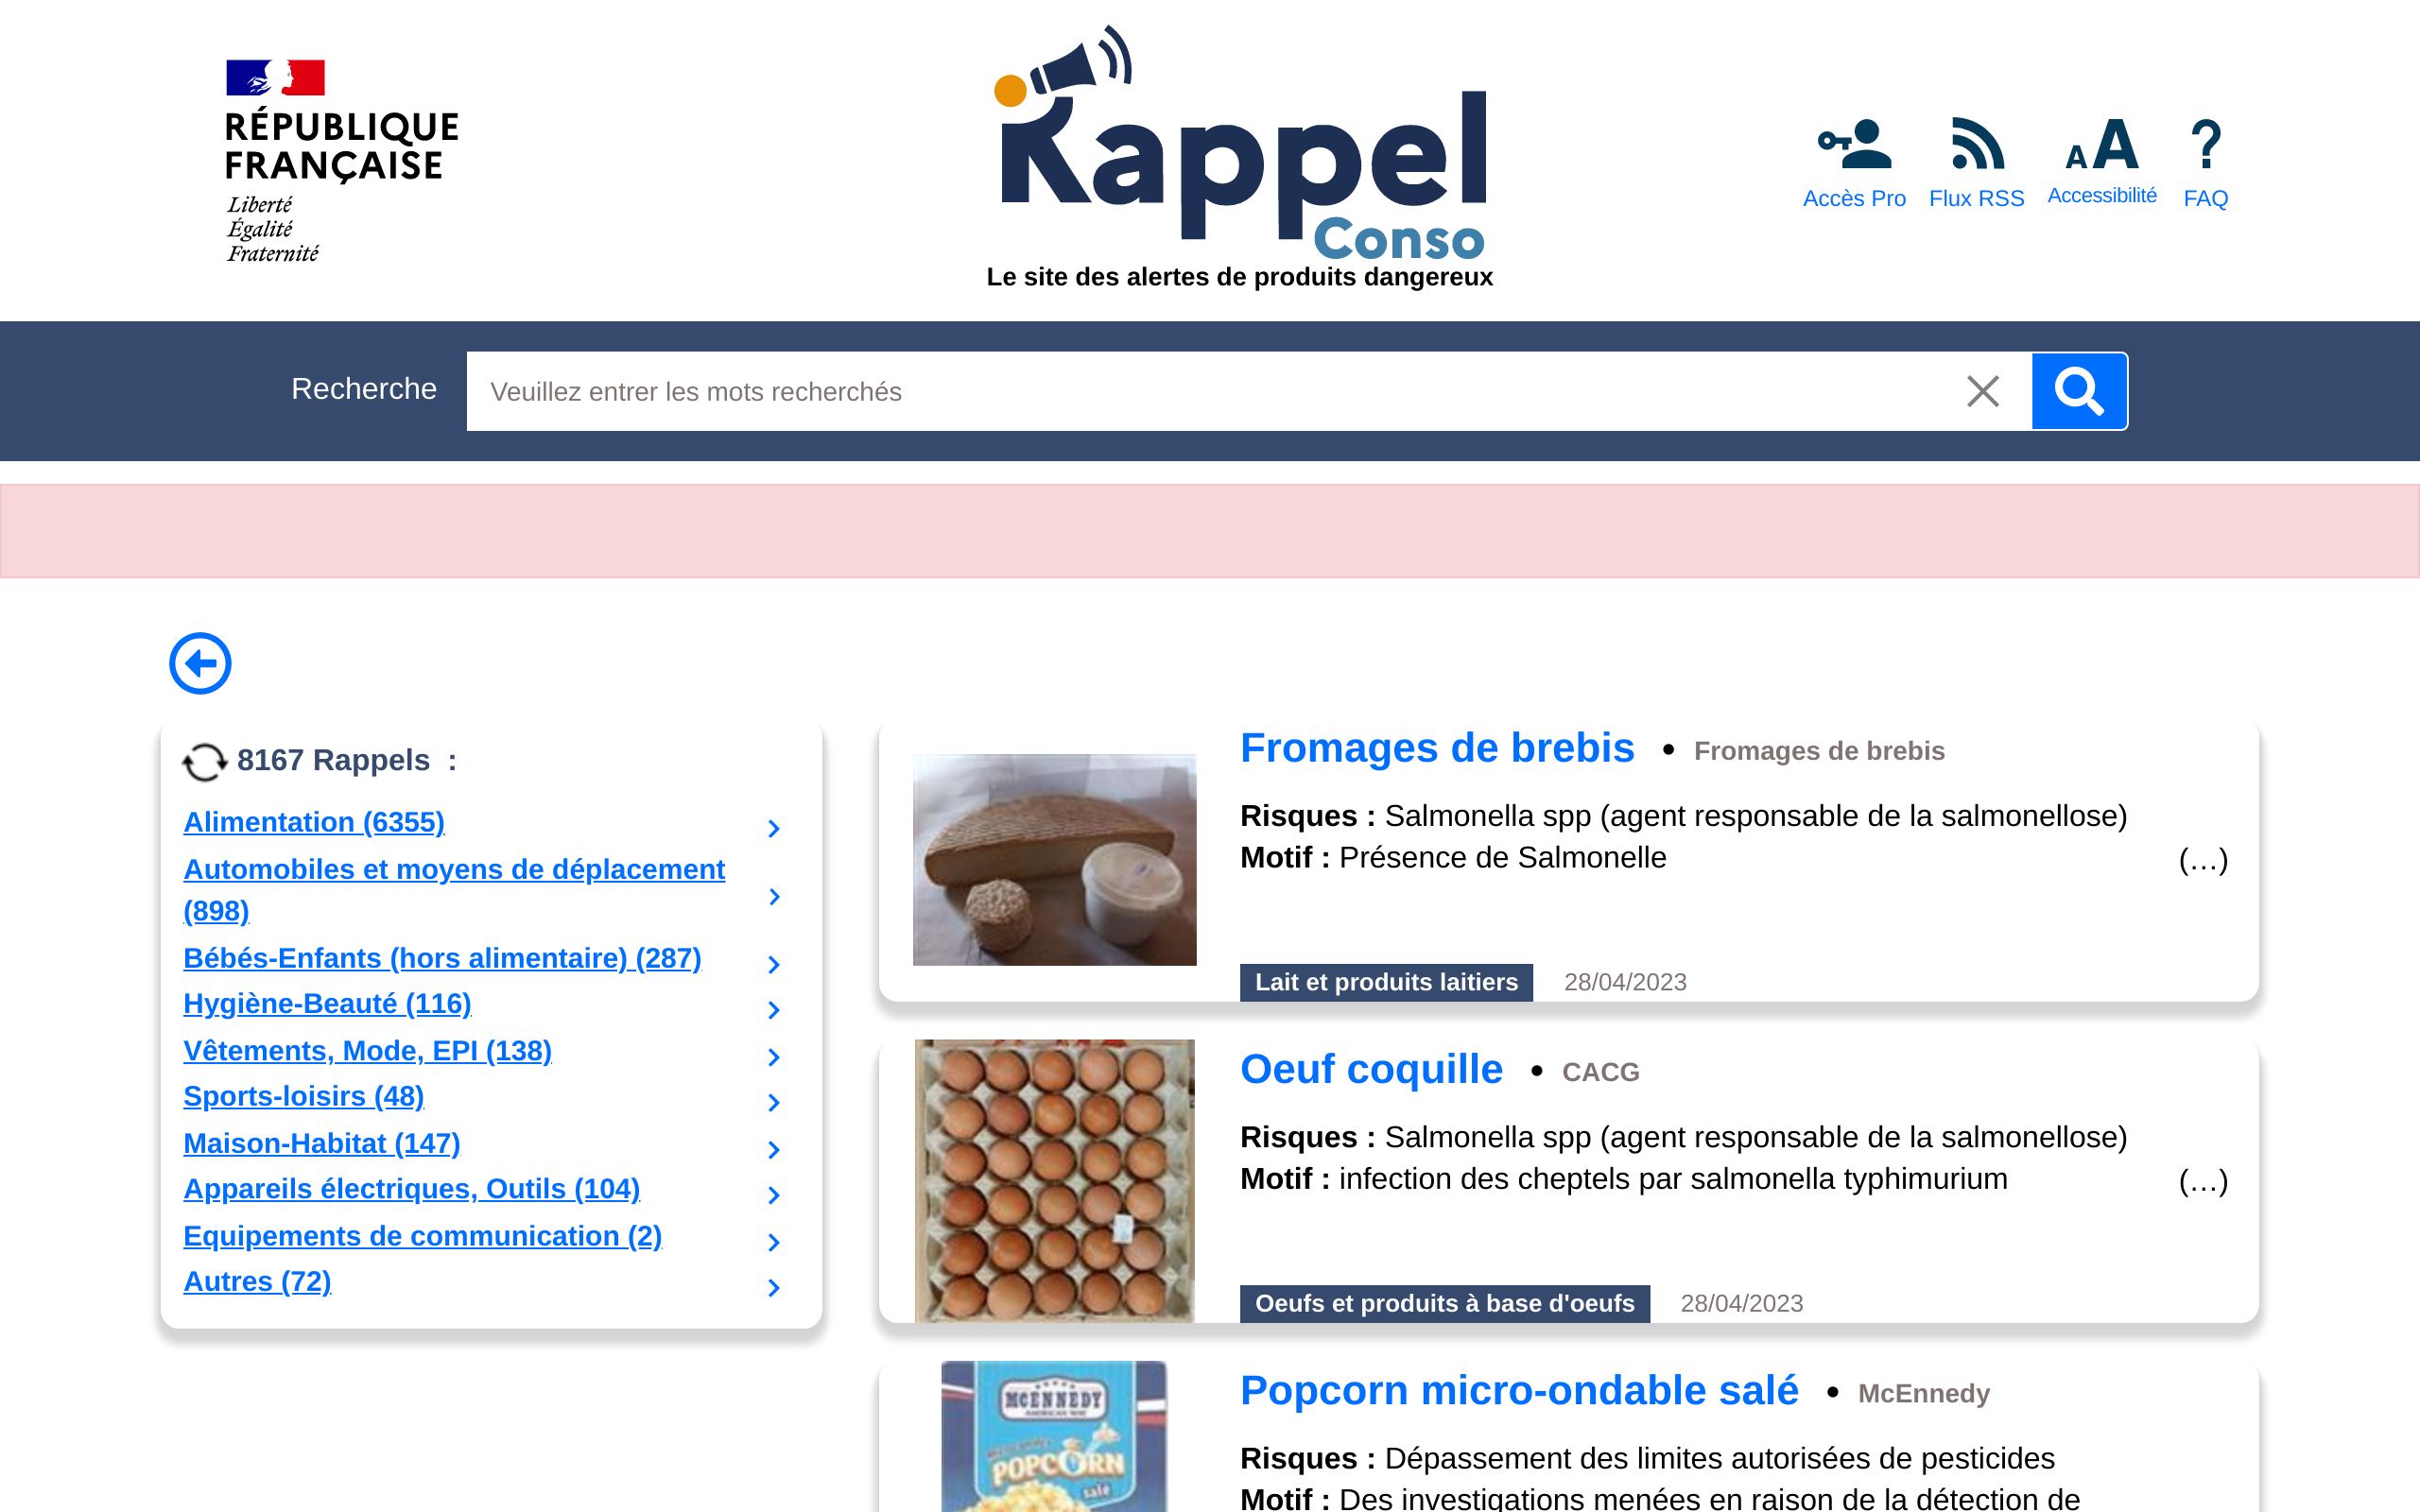 RÉPUBLIQUE
FRANÇAISE
Liberté
Égalité
Fraternité
Rappel
Conso
Le site des alertes de produits dangereux
Accès Pro
Flux RSS
Accessibilité
FAQ
Recherche
Veuillez entrer les mots recherchés
8167 Rappels :
Alimentation (6355)
Automobiles et moyens de déplacement
(898)
Bébés-Enfants (hors alimentaire) (287)
Hygiène-Beauté (116)
Vêtements, Mode, EPI (138)
Sports-loisirs (48)
Maison-Habitat (147)
Appareils électriques, Outils (104)
Equipements de communication (2)
Autres (72)
Fromages de brebis • Fromages de brebis
Risques : Salmonella spp (agent responsable de la salmonellose)
Motif : Présence de Salmonelle (…)
Lait et produits laitiers 28/04/2023
Oeuf coquille • CACG
Risques : Salmonella spp (agent responsable de la salmonellose)
Motif : infection des cheptels par salmonella typhimurium (…)
Oeufs et produits à base d'oeufs 28/04/2023
McENNEDY
AMERICAN WAY
POPCORN
salé
Popcorn micro-ondable salé • McEnnedy
Risques : Dépassement des limites autorisées de pesticides
Motif : Des investigations menées en raison de la détection de